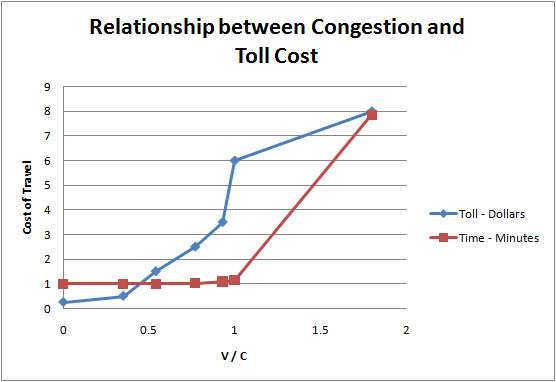 Relationship between Congestion and
Toll Cost
9
8
7
6
5
4
3
2
1
0
Cost of Travel
0
0.5
1
1.5
2
V / C
Toll - Dollars
Time - Minutes